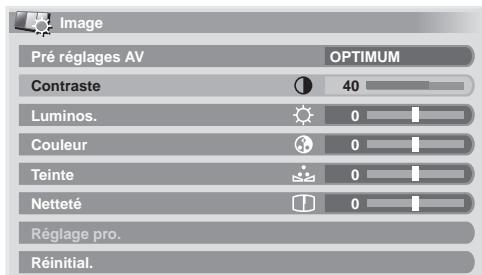 Image
Pré réglages AV OPTIMUM
Contraste 40
Luminos. 0
Couleur 0
Teinte 0
Netteté 0
Réglage pro.
Réinitial.